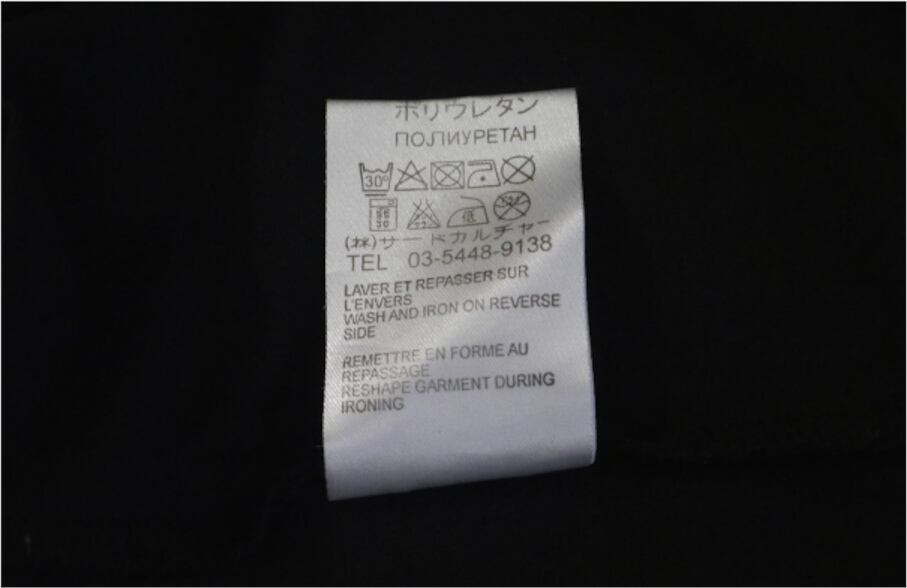 ポリウレタン
ПОЛИУРЕТАН
30°
低
(株)サードカルチャー
TEL 03-5448-9138
LAVER ET REPASSER SUR
L'ENVERS
WASH AND IRON ON REVERSE
SIDE
REMETTRE EN FORME AU
REPASSAGE
RESHAPE GARMENT DURING
IRONING